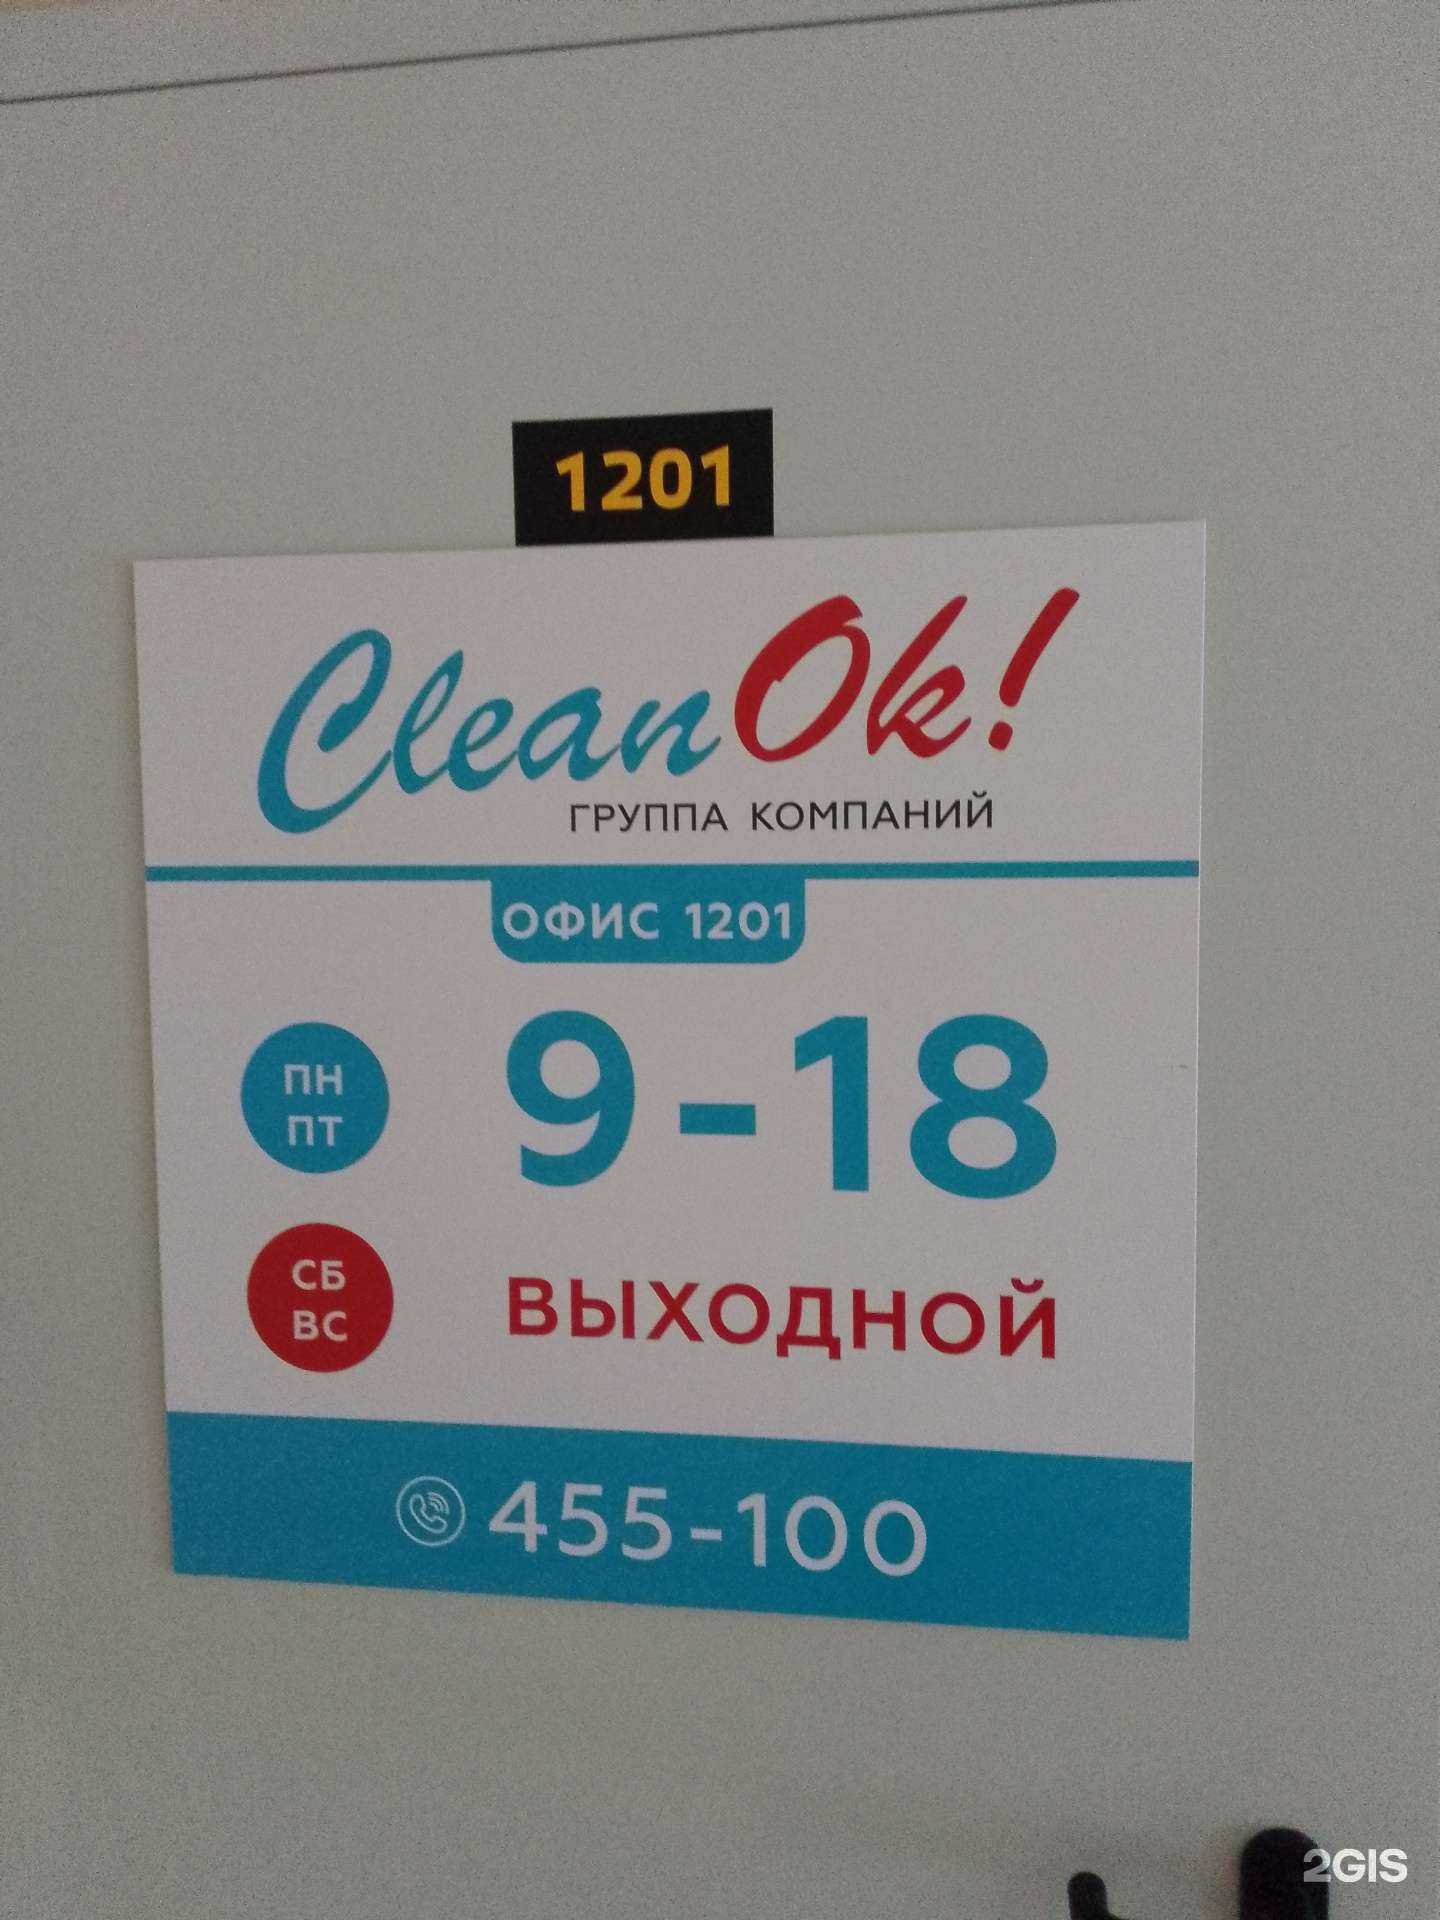 1201
CleanOk!
ГРУППА КОМПАНИЙ
ОФИС 1201
ПН
ПТ
9-18
СБ
ВС
ВЫХОДНОЙ
455-100
2GIS